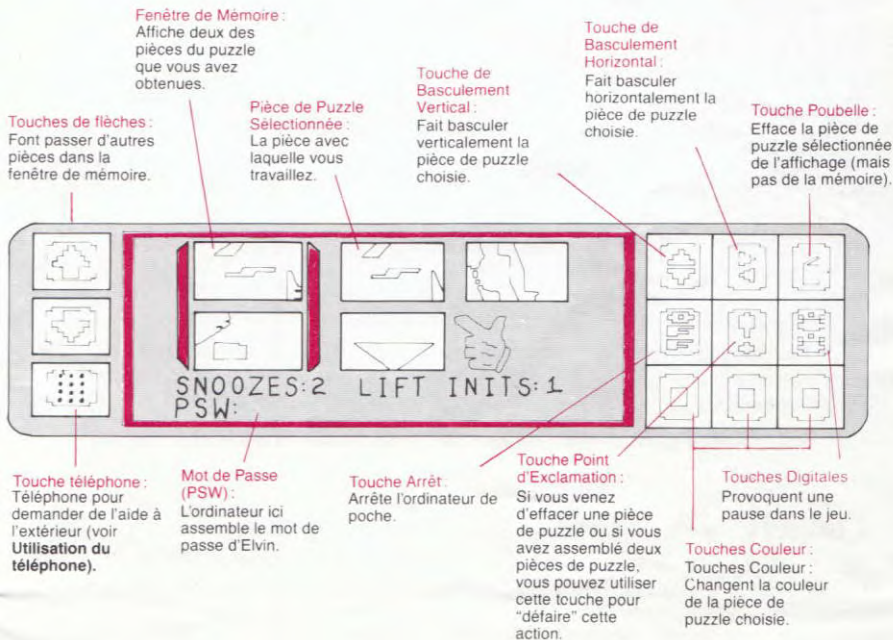 Fenêtre de Mémoire :
Affiche deux des
pièces du puzzle
que vous avez
obtenues.
Touche de
Basculement
Horizontal :
Fait basculer
horizontalement la
pièce de puzzle
choisie.
Touche de
Basculement
Vertical :
Fait basculer
verticalement la
pièce de puzzle
choisie.
Pièce de Puzzle
Sélectionnée :
La pièce avec
laquelle vous
travaillez.
Touche Poubelle :
Efface la pièce de
puzzle sélectionnée
de l'affichage (mais
pas de la mémoire).
Touches de flèches :
Font passer d'autres
pièces dans la
fenêtre de mémoire.
OFF
SNOOZES:2 LIFT INITS:1
PSW:
Touche téléphone :
Téléphone pour
demander de l'aide à
l'extérieur (voir
Utilisation du
téléphone).
Mot de Passe
(PSW) :
L'ordinateur ici
assemble le mot de
passe d'Elvin.
Touche Arrêt :
Arrête l'ordinateur de
poche.
Touche Point
d'Exclamation :
Si vous venez
d'effacer une pièce
de puzzle ou si vous
avez assemblé deux
pièces de puzzle,
vous pouvez utiliser
cette touche pour
"défaire" cette
action.
Touches Digitales
Provoquent une
pause dans le jeu.
Touches Couleur :
Touches Couleur :
Changent la couleur
de la pièce de
puzzle choisie.